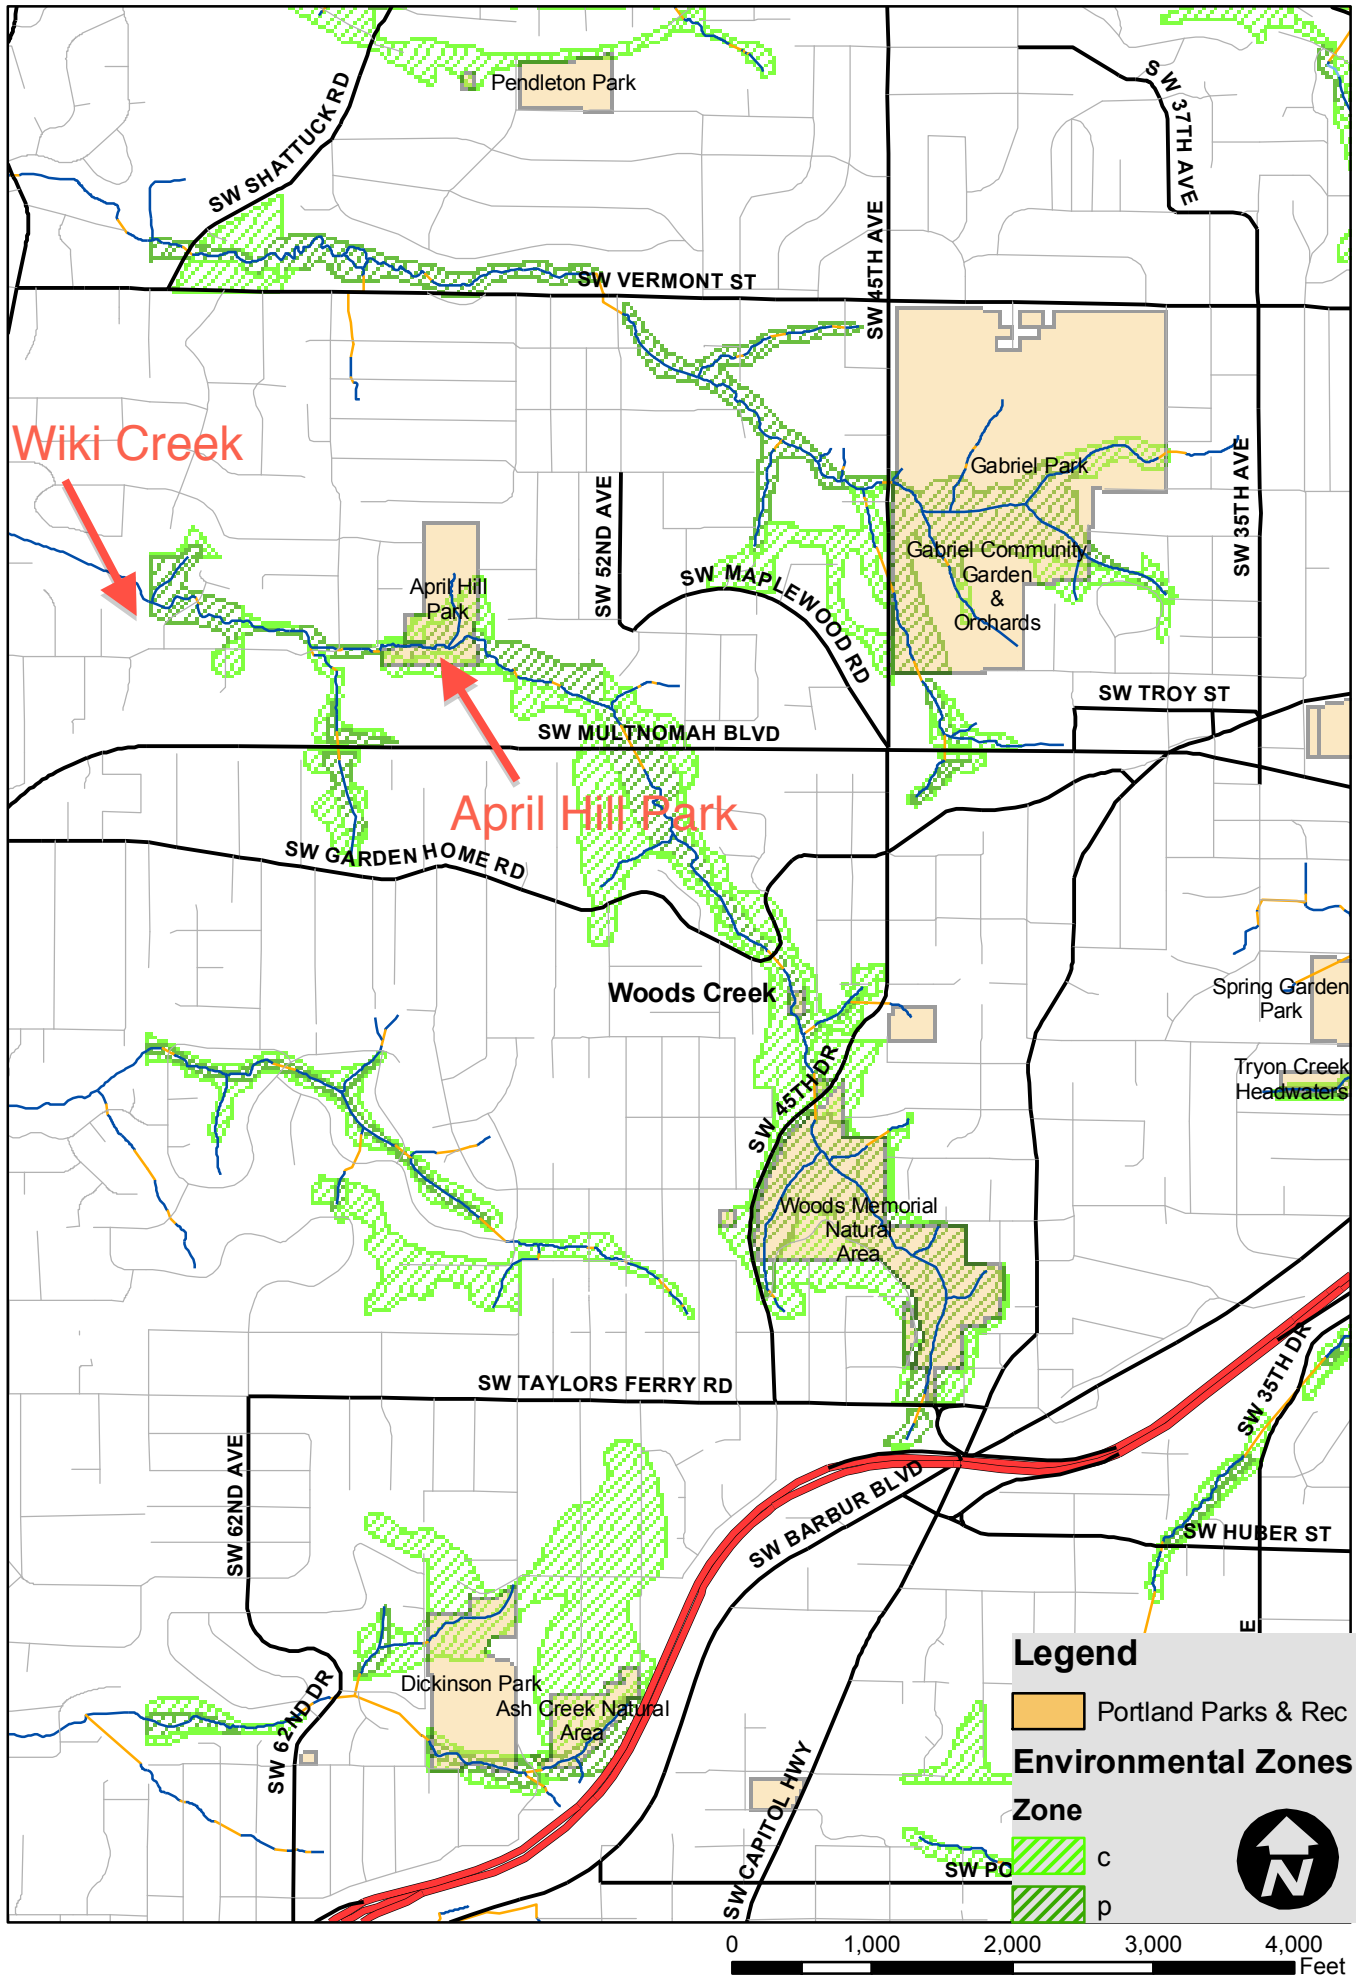 Pendleton Park
SW SHATTUCK RD
SW 37TH AVE
SW 45TH AVE
SW VERMONT ST
Wiki Creek
Gabriel Park
SW 35TH AVE
SW 52ND AVE
April Hill
Park
Gabriel Community
Garden
&
Orchards
SW MAPLEWOOD RD
SW TROY ST
SW MULTNOMAH BLVD
April Hill Park
SW GARDEN HOME RD
Woods Creek
Spring Garden
Park
Tryon Creek
Headwaters
SW 45TH DR
Woods Memorial
Natural
Area
SW TAYLORS FERRY RD
SW 35TH DR
SW 62ND AVE
SW BARBUR BLVD
SW HUBER ST
E
Dickinson Park
Ash Creek Natural
Area
SW 62ND DR
SW CAPITOL HWY
SW PO
Legend
Portland Parks & Rec
Environmental Zones
Zone
c
p
N
0 1,000 2,000 3,000 4,000
Feet